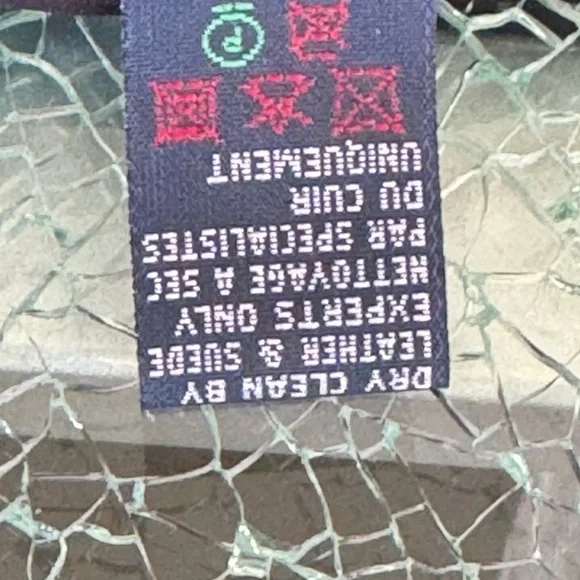 DRY CLEAN BY
LEATHER & SUEDE
EXPERTS ONLY
NETTOYAGE A SEC
PAR SPECIALISTES
DU CUIR
UNIQUEMENT
P